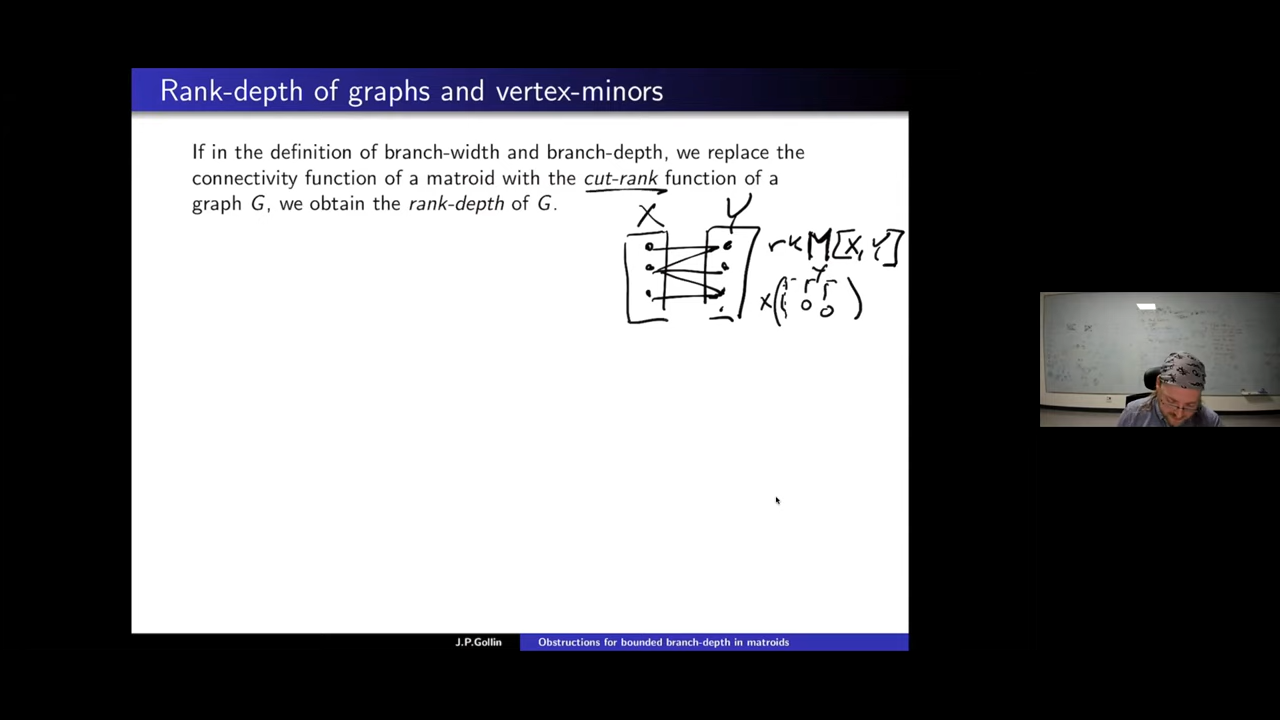 Rank-depth of graphs and vertex-minors
If in the definition of branch-width and branch-depth, we replace the
connectivity function of a matroid with the cut-rank function of a
graph G, we obtain the rank-depth of G.
X Y
rk M[X,Y]
Y
X
0 0
J.P.Gollin Obstructions for bounded branch-depth in matroids